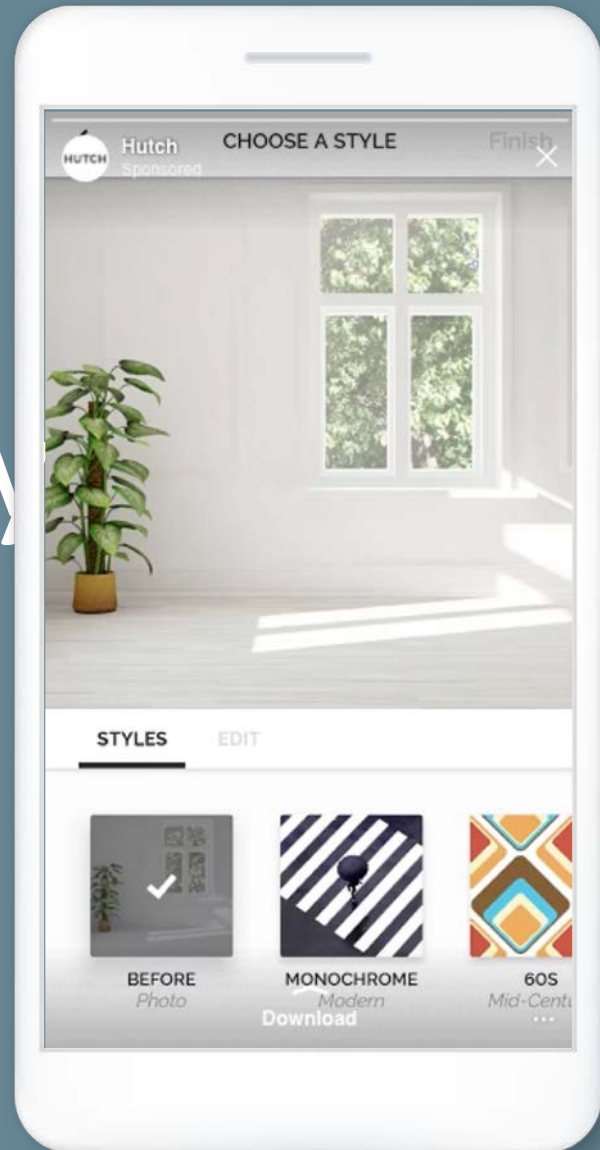 HUTCH
Hutch
Sponsored
CHOOSE A STYLE
Finish
STYLES
EDIT
BEFORE
Photo
MONOCHROME
Modern
60S
Download